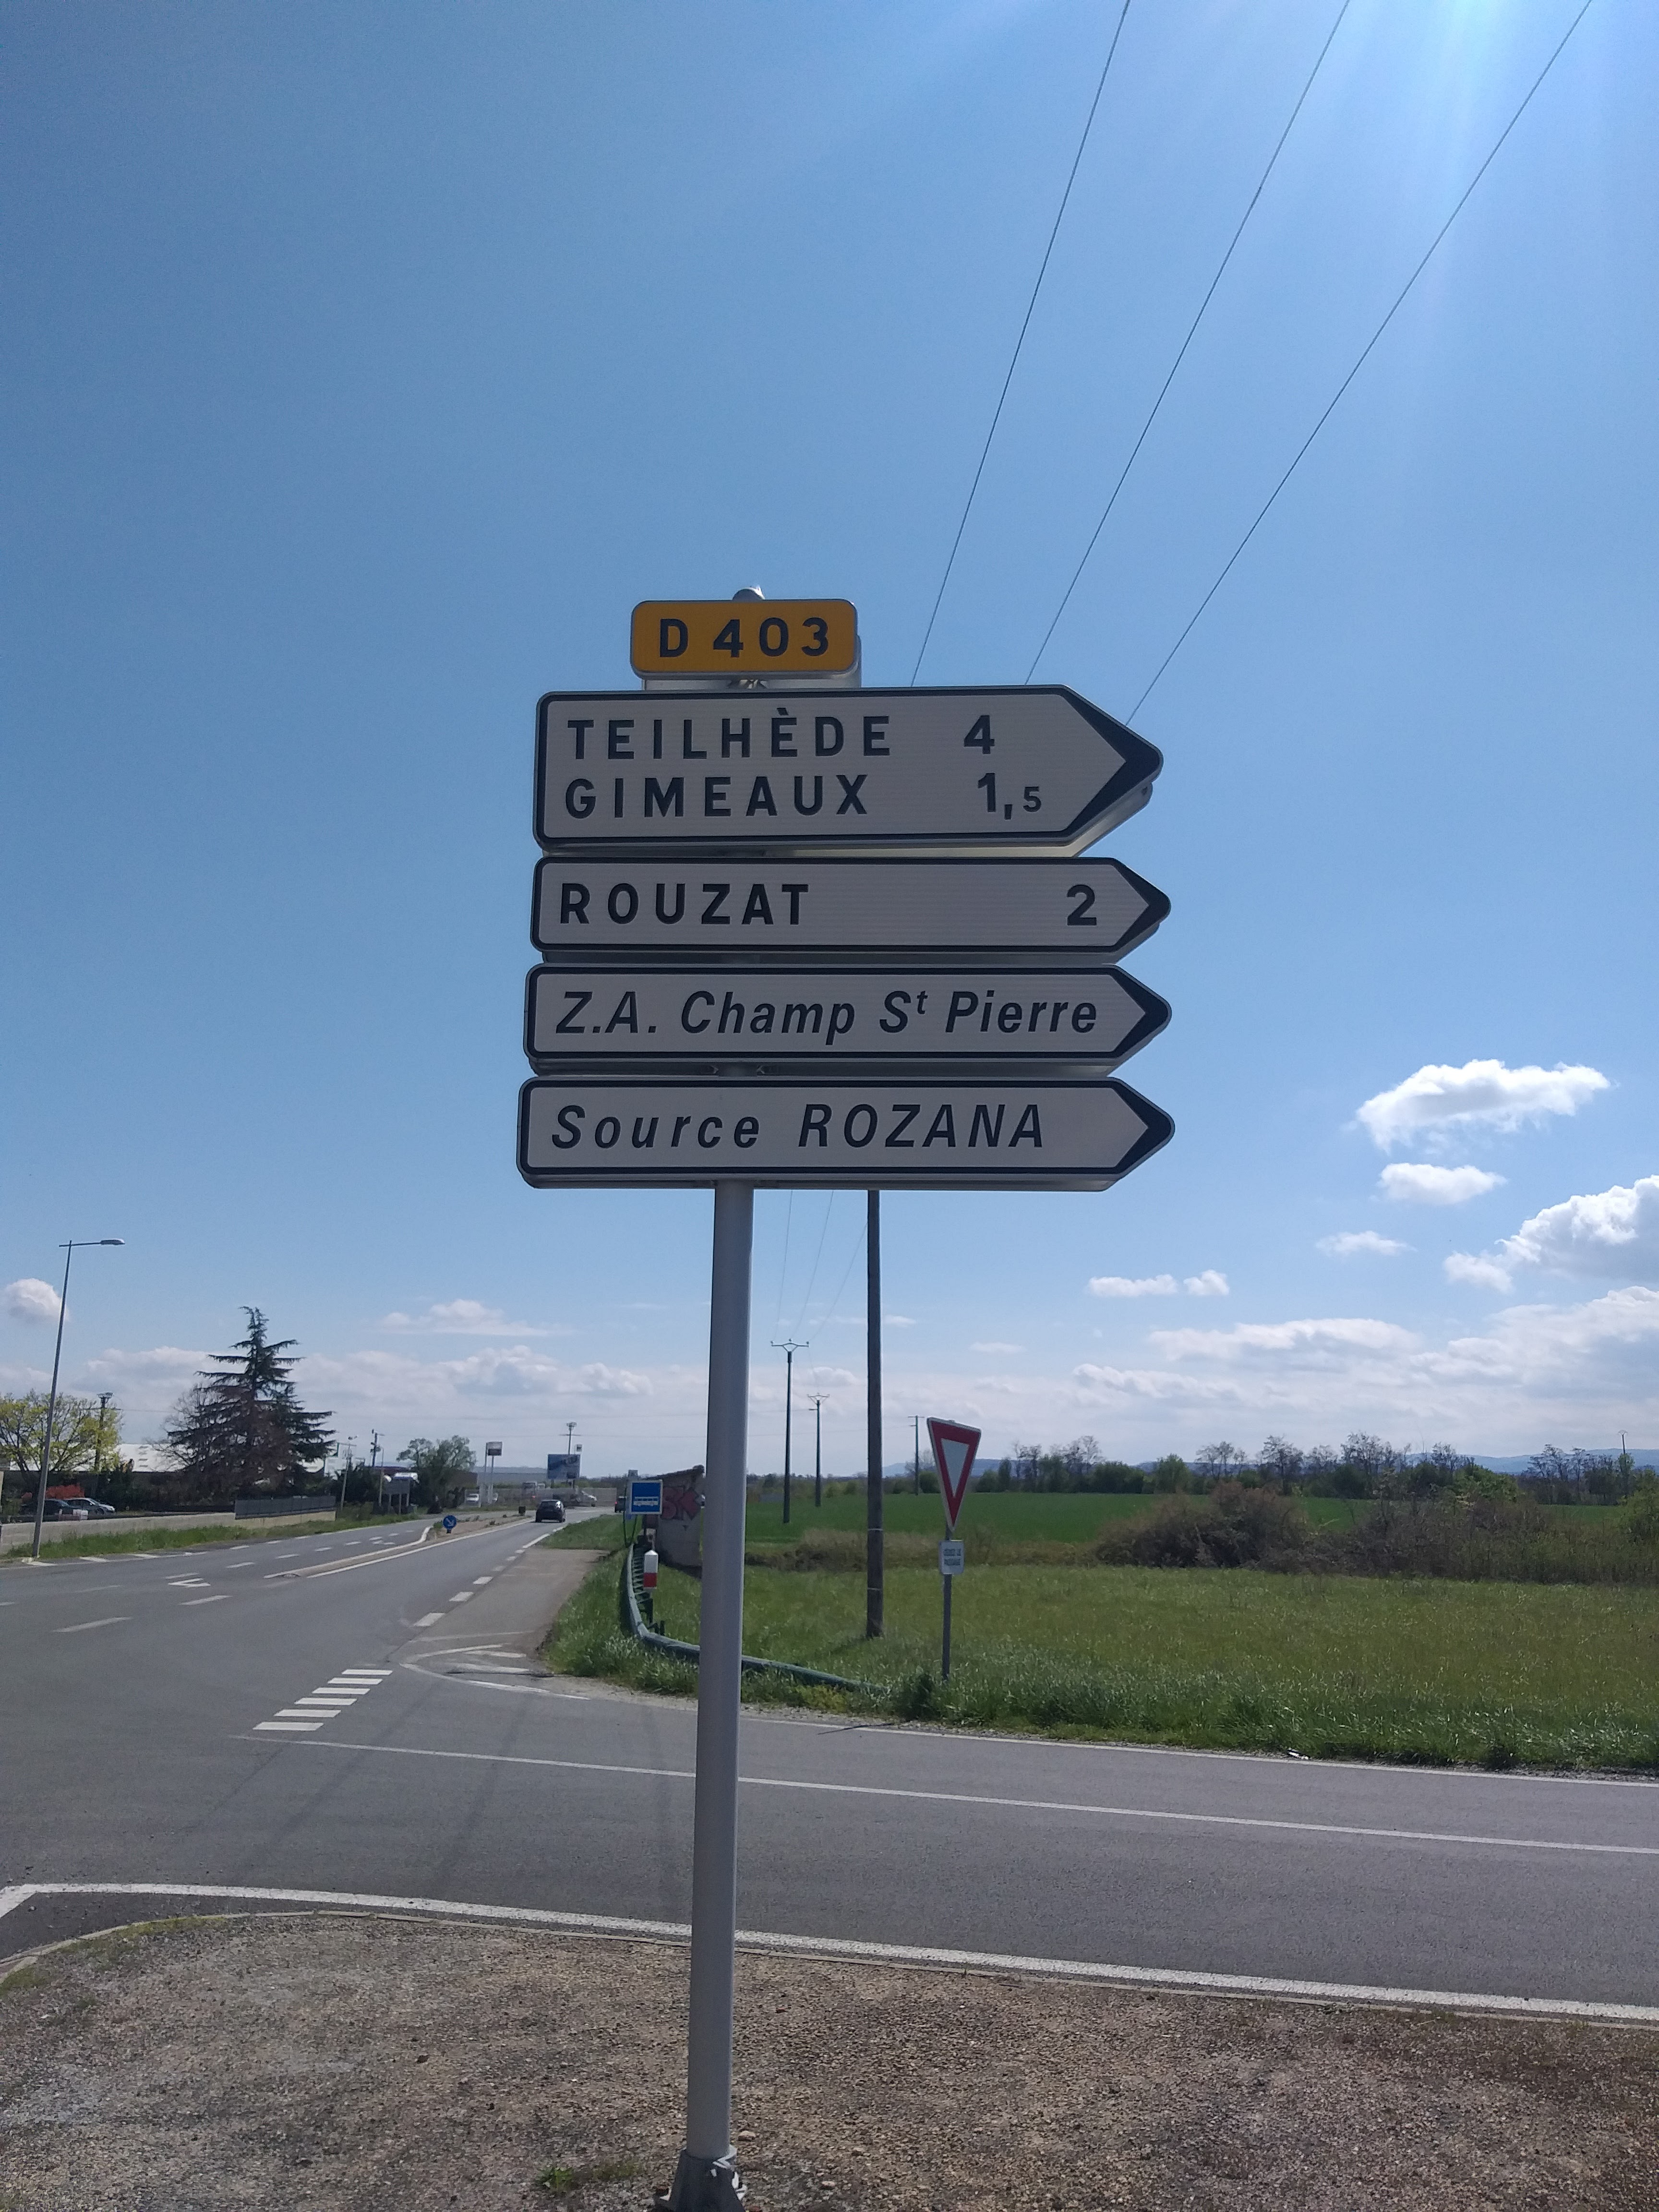 D 403
TEILHÈDE 4
GIMEAUX 1,5
ROUZAT 2
Z.A. Champ St Pierre
Source ROZANA